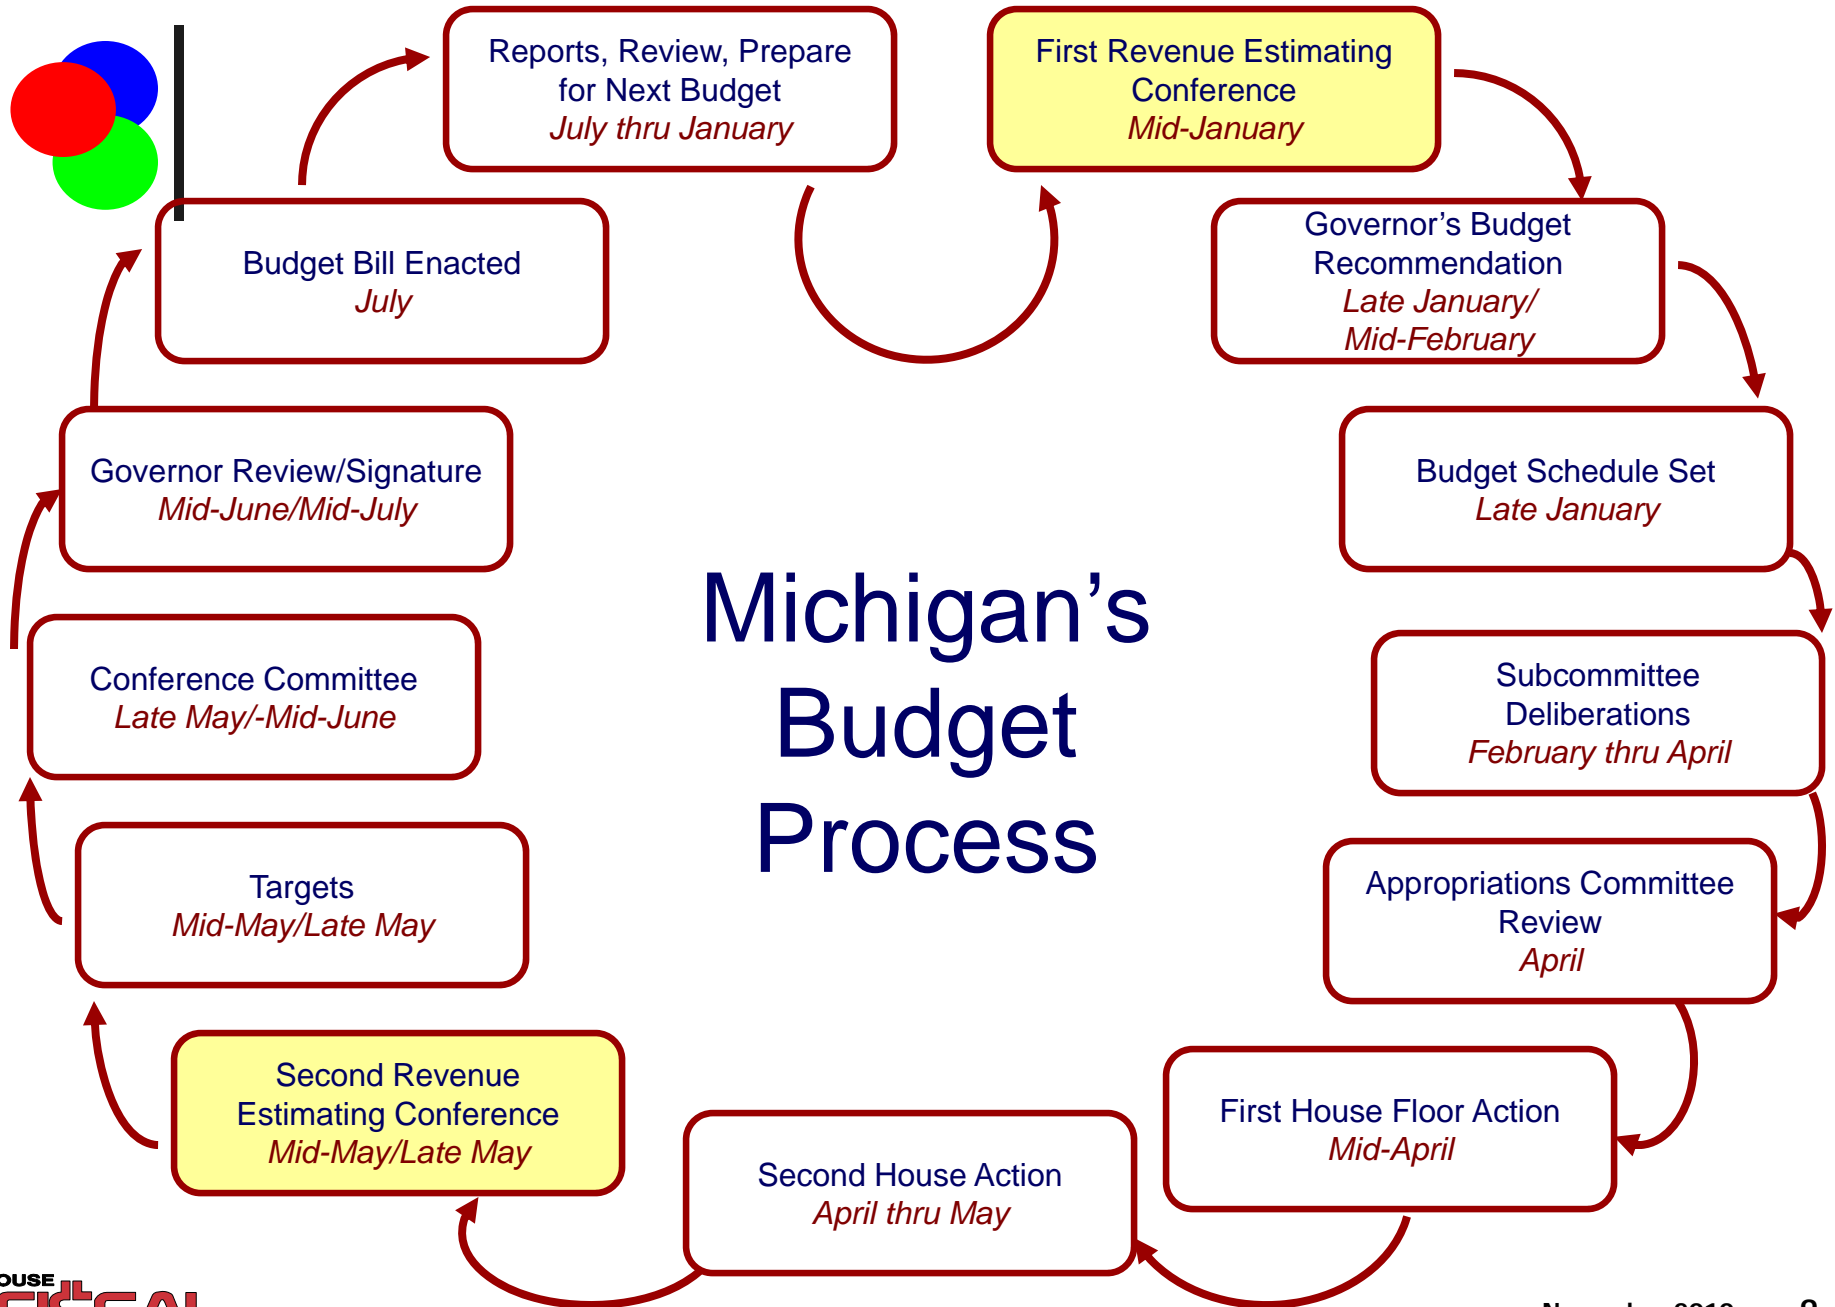 Reports, Review, Prepare
for Next Budget
July thru January
First Revenue Estimating
Conference
Mid-January
Governor’s Budget
Recommendation
Late January/
Mid-February
Budget Schedule Set
Late January
Subcommittee
Deliberations
February thru April
Appropriations Committee
Review
April
First House Floor Action
Mid-April
Second House Action
April thru May
Second Revenue
Estimating Conference
Mid-May/Late May
Targets
Mid-May/Late May
Conference Committee
Late May/-Mid-June
Governor Review/Signature
Mid-June/Mid-July
Budget Bill Enacted
July
Michigan’s
Budget
Process